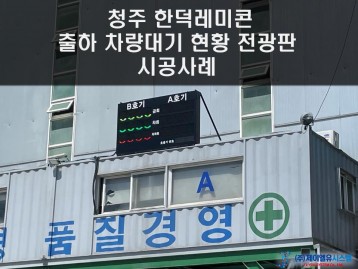 청주 한덕레미콘
출하 차량대기 현황 전광판
시공사례
B호기 A호기
A
품질경영
(주)제이엠유시스템